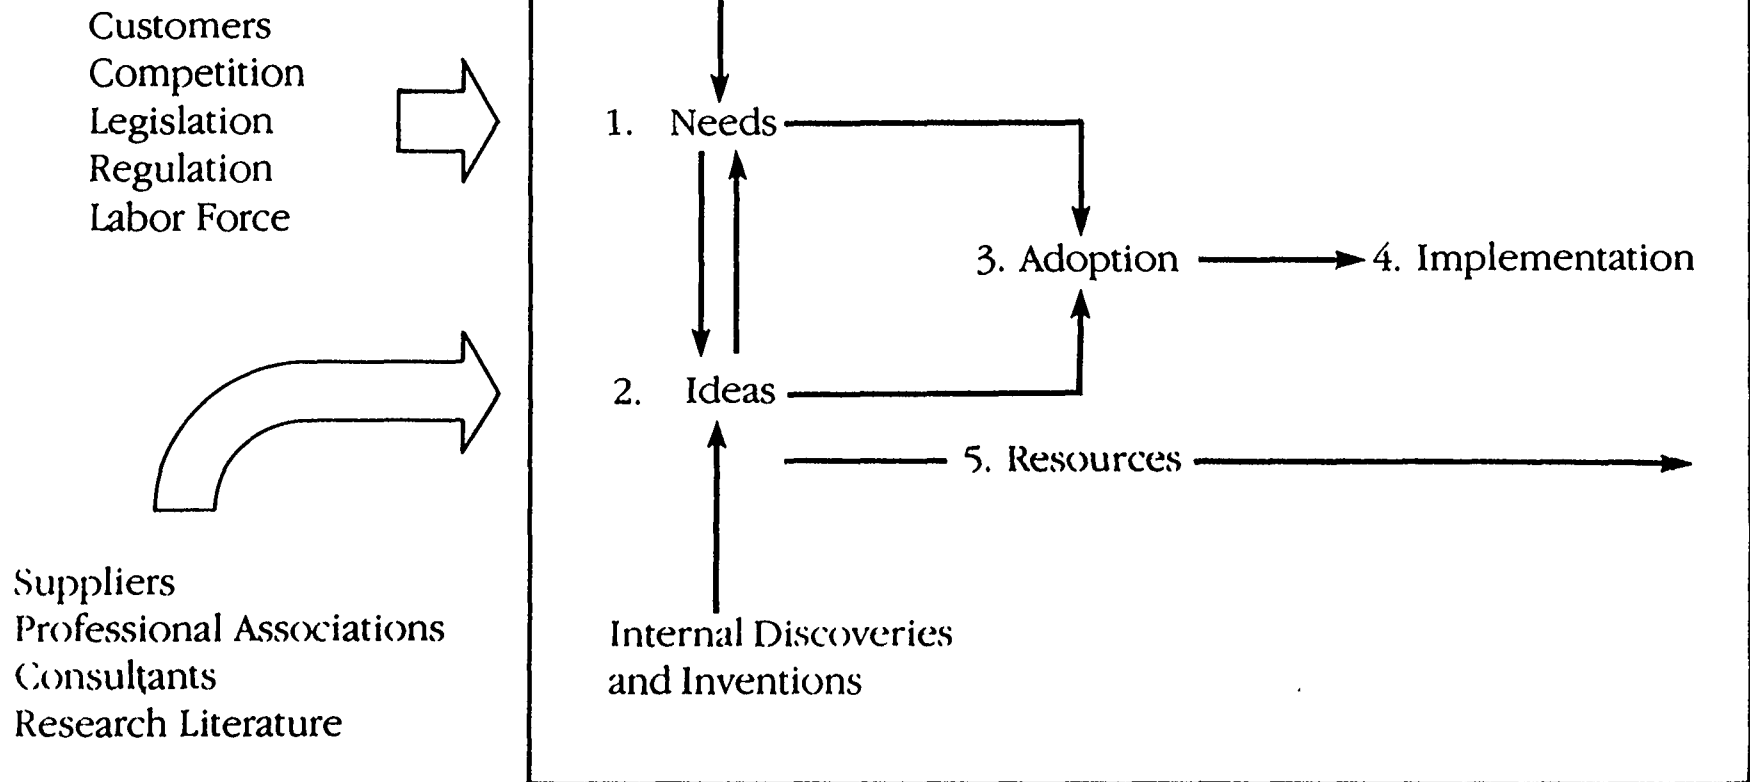 Customers
Competition
Legislation
Regulation
Labor Force
1. Needs
3. Adoption
4. Implementation
2. Ideas
5. Resources
Suppliers
Professional Associations
Consultants
Research Literature
Internal Discoveries
and Inventions